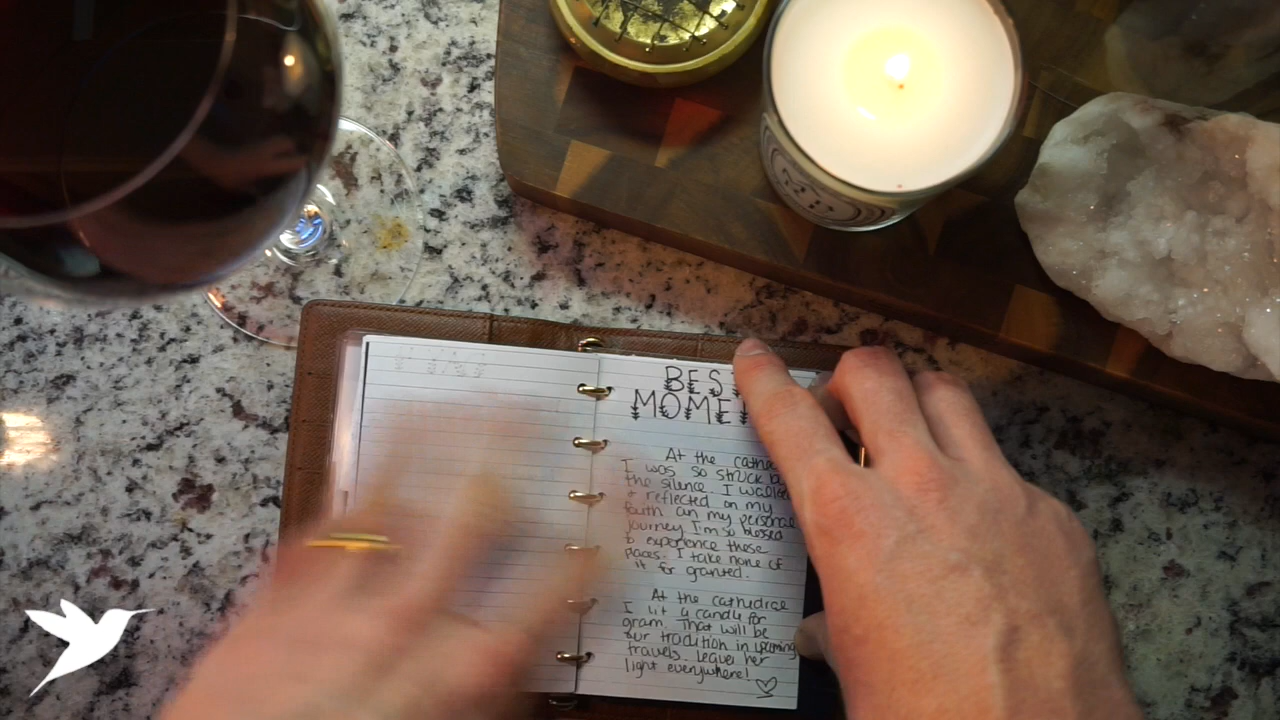 BES
MOME
At the cathe
I was so struck b
the silence I walked
& reflected on my
faith an my personal
journey I'm so blessed
to experience these
places. I take none of
it for granted.
At the cathedral
I lit a candle for
gram. That will be
our tradition in upcoming
travels. Leave her
light everywhere!